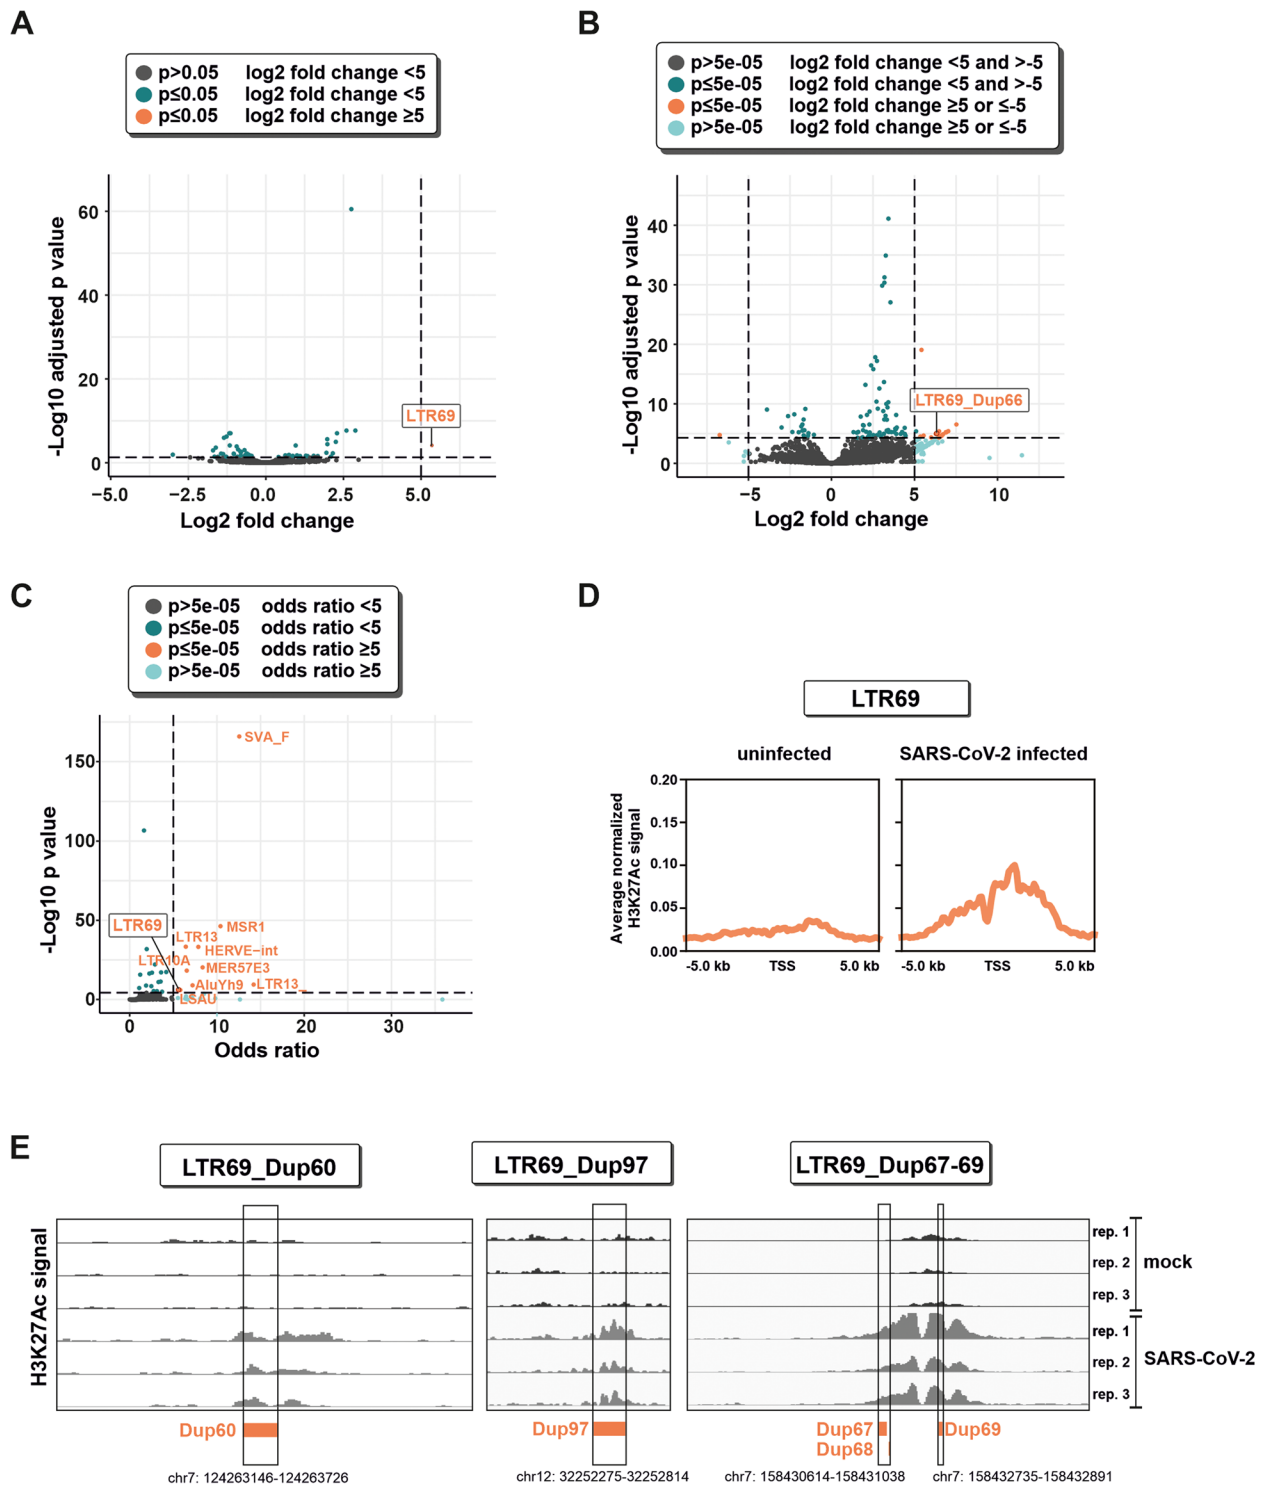 A
p>0.05 log2 fold change <5
p≤0.05 log2 fold change <5
p≤0.05 log2 fold change ≥5
-Log10 adjusted p value
60
40
20
0
LTR69
−5.0 −2.5 0.0 2.5 5.0
Log2 fold change
B
p>5e-05 log2 fold change <5 and >-5
p≤5e-05 log2 fold change <5 and >-5
p≤5e-05 log2 fold change ≥5 or ≤-5
p>5e-05 log2 fold change ≥5 or ≤-5
-Log10 adjusted p value
40
30
20
10
0
LTR69_Dup66
−5 0 5 10
Log2 fold change
C
p>5e-05 odds ratio <5
p≤5e-05 odds ratio <5
p≤5e-05 odds ratio ≥5
p>5e-05 odds ratio ≥5
-Log10 p value
150
100
50
0
SVA_F
LTR69
MSR1
LTR13
HERVE−int
LTR10A
MER57E3
AluYh9
LTR13_
LSAU
0 10 20 30
Odds ratio
D
LTR69
uninfected
SARS-CoV-2 infected
Average normalized
H3K27Ac signal
0.20
0.15
0.10
0.05
0.00
-5.0 kb TSS 5.0 kb
-5.0 kb TSS 5.0 kb
E
LTR69_Dup60
LTR69_Dup97
LTR69_Dup67-69
H3K27Ac signal
rep. 1
rep. 2
rep. 3
mock
rep. 1
rep. 2
rep. 3
SARS-CoV-2
Dup60
Dup97
Dup67
Dup69
Dup68
chr7: 124263146-124263726
chr12: 32252275-32252814
chr7: 158430614-158431038
chr7: 158432735-158432891